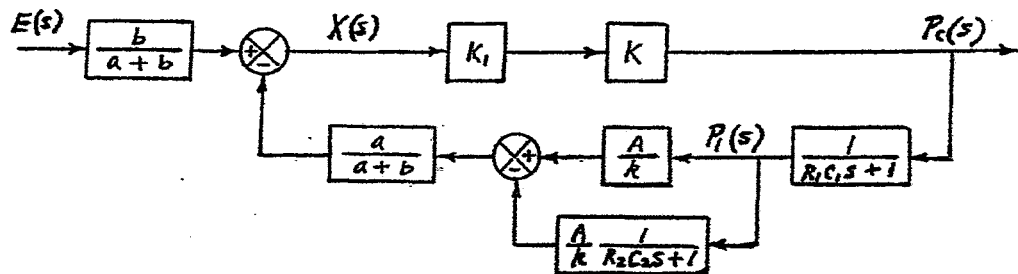 E(s)
b
a + b
+
-
X(s)
K₁
K
P_c(s)
a
a + b
+
-
A
k
P₁(s)
1
R₁C₁s + 1
A
k
1
R₂C₂s + 1